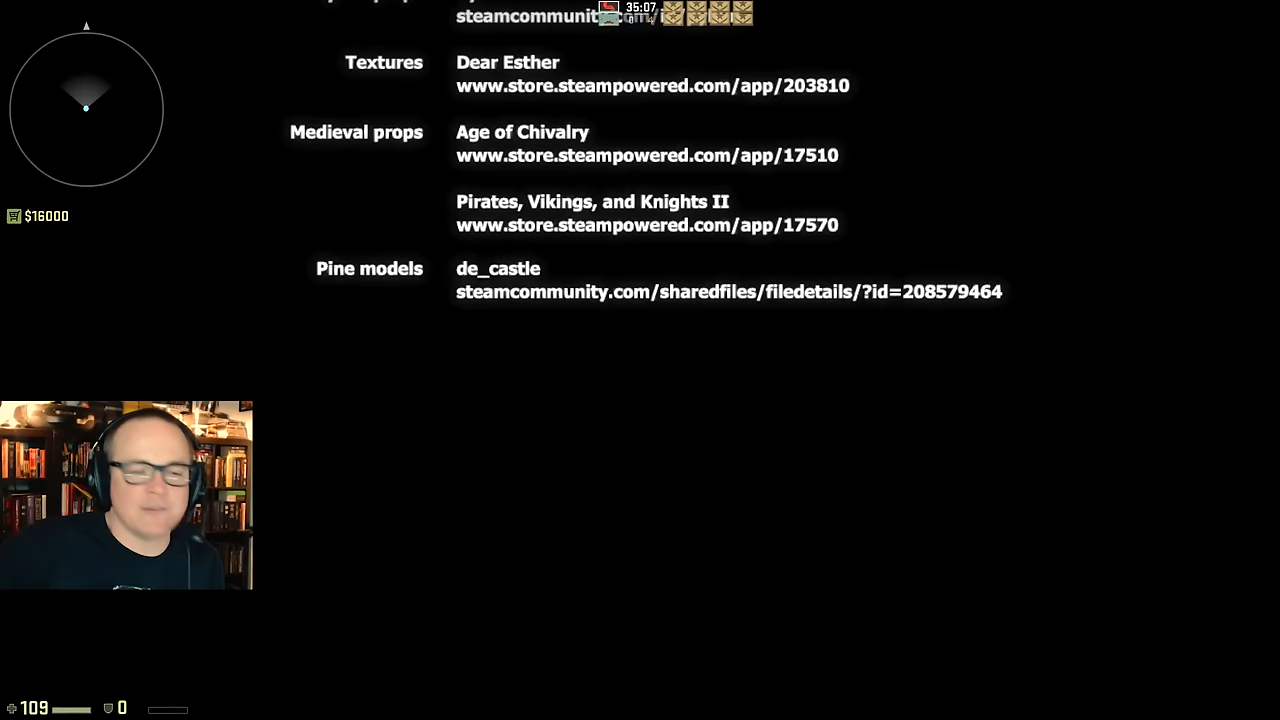 steamcommunity.com/i
35:07
Textures
Dear Esther
www.store.steampowered.com/app/203810
Medieval props
Age of Chivalry
www.store.steampowered.com/app/17510
$16000
Pirates, Vikings, and Knights II
www.store.steampowered.com/app/17570
Pine models
de_castle
steamcommunity.com/sharedfiles/filedetails/?id=208579464
109
0